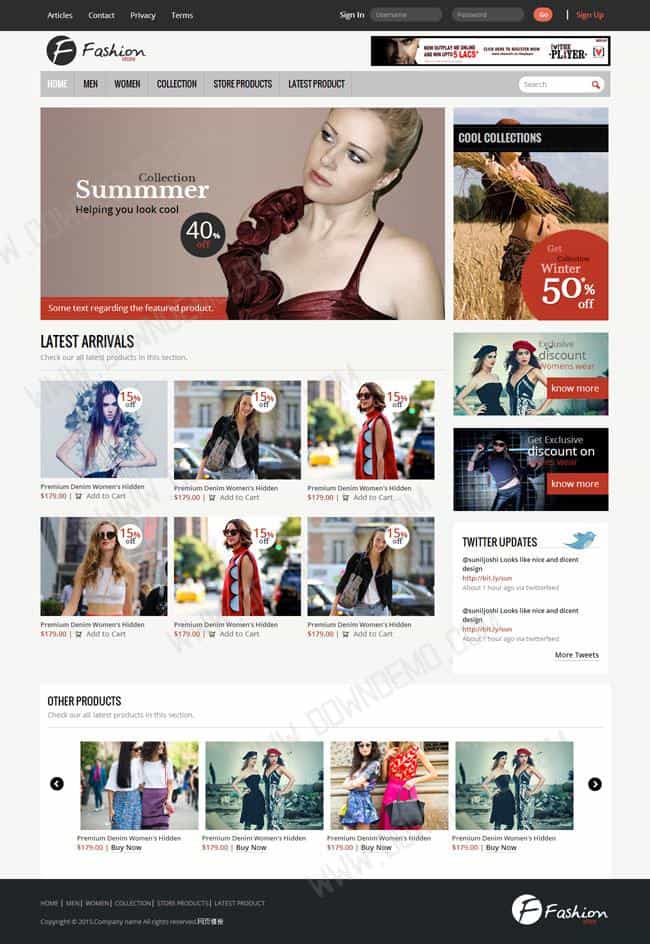 Articles Contact Privacy Terms Sign In Username Password Go | Sign Up
Fashion
STORE
NOW OUTPLAY ME ONLINE
AND WIN UPTO 5 LACS*
CLICK HERE TO REGISTER NOW
[V] THE
PLAYER
[V]
HOME MEN WOMEN COLLECTION STORE PRODUCTS LATEST PRODUCT Search
Collection
Summmer
Helping you look cool
40%
off
Some text regarding the featured product.
COOL COLLECTIONS
Get
Collection
Winter
50*%
off
Exclusive
discount
Womens wear
know more
Get Exclusive
discount on
Mens Wear
know more
LATEST ARRIVALS
Check our all latest products in this section.
15%
off
15%
off
15%
off
Premium Denim Women's Hidden Premium Denim Women's Hidden Premium Denim Women's Hidden
$179.00 | Add to Cart $179.00 | Add to Cart $179.00 | Add to Cart
15%
off
15%
off
15%
off
Premium Denim Women's Hidden Premium Denim Women's Hidden Premium Denim Women's Hidden
$179.00 | Add to Cart $179.00 | Add to Cart $179.00 | Add to Cart
TWITTER UPDATES
@suniljoshi Looks like nice and dicent
design
http://bit.ly/sun
About 1 hour ago via twitterfeed
@suniljoshi Looks like nice and dicent
design
http://bit.ly/sun
About 1 hour ago via twitterfeed
More Tweets
OTHER PRODUCTS
Check our all latest products in this section.
Premium Denim Women's Hidden Premium Denim Women's Hidden Premium Denim Women's Hidden Premium Denim Women's Hidden
$179.00 | Buy Now $179.00 | Buy Now $179.00 | Buy Now $179.00 | Buy Now
HOME | MEN | WOMEN | COLLECTION | STORE PRODUCTS | LATEST PRODUCT
Copyright © 2015.Company name All rights reserved.网页模板
Fashion
STORE
WWW.DOWNDEMO.COM